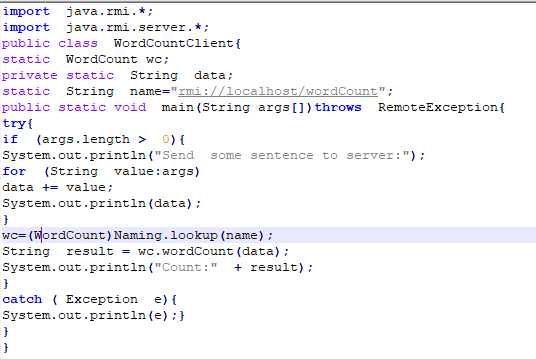 import java.rmi.*;
import java.rmi.server.*;
public class WordCountClient{
static WordCount wc;
private static String data;
static String name="rmi://localhost/wordCount";
public static void main(String args[])throws RemoteException{
try{
if (args.length > 0){
System.out.println("Send some sentence to server:");
for (String value:args)
data += value;
System.out.println(data);
}
wc=(WordCount)Naming.lookup(name);
String result = wc.wordCount(data);
System.out.println("Count:" + result);
}
catch ( Exception e){
System.out.println(e);}
}
}